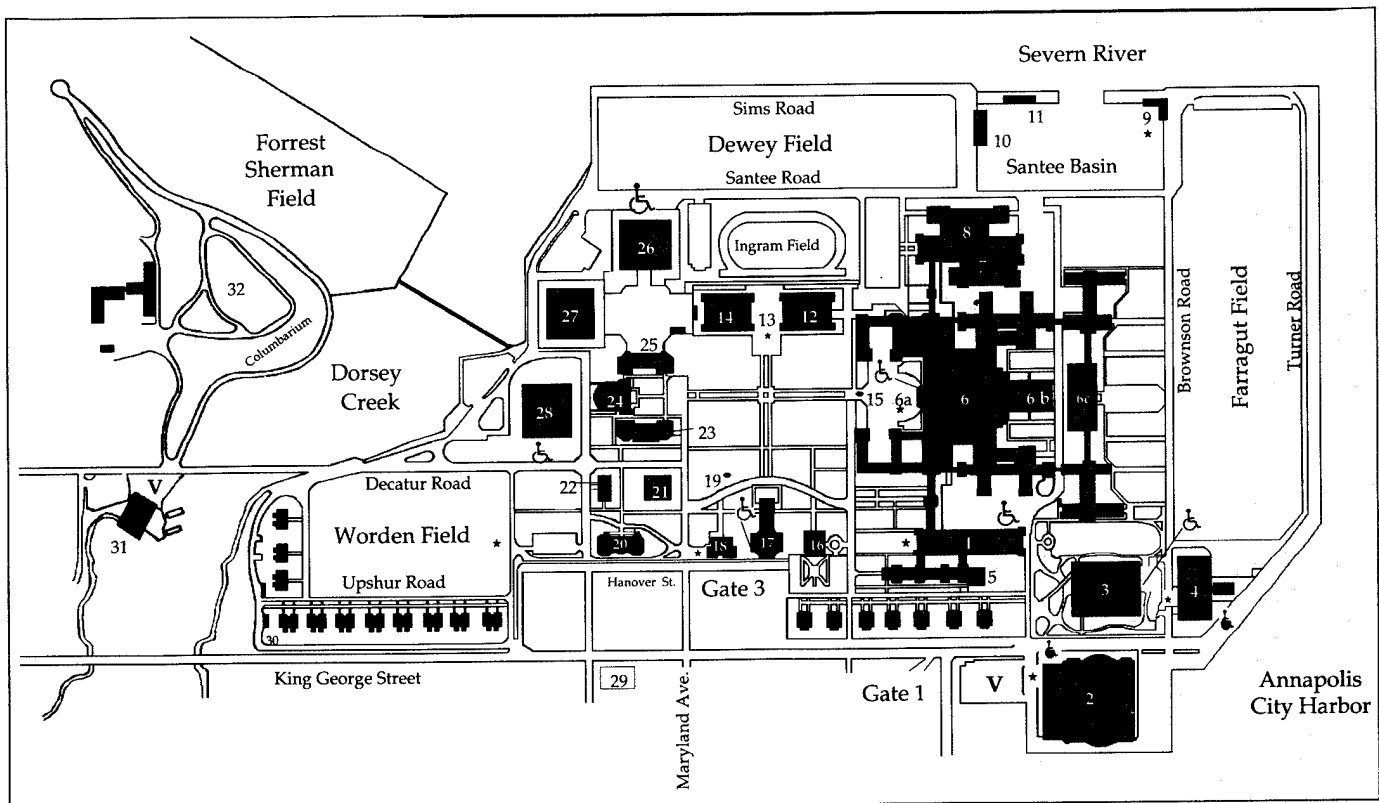 Severn River
Forrest
Sherman
Field
Sims Road
Dewey Field
Santee Road
11
10
9
Santee Basin
26
Ingram Field
8
32
Columbarium
27
14
13
12
25
Dorsey
Creek
28
24
23
15
6a
6
6 b
6c
Brownson Road
Farragut Field
Turner Road
V
Decatur Road
22
21
19
31
Worden Field
20
18
17
16
Upshur Road
Hanover St.
Gate 3
5
3
4
30
King George Street
29
Maryland Ave.
Gate 1
V
2
Annapolis
City Harbor